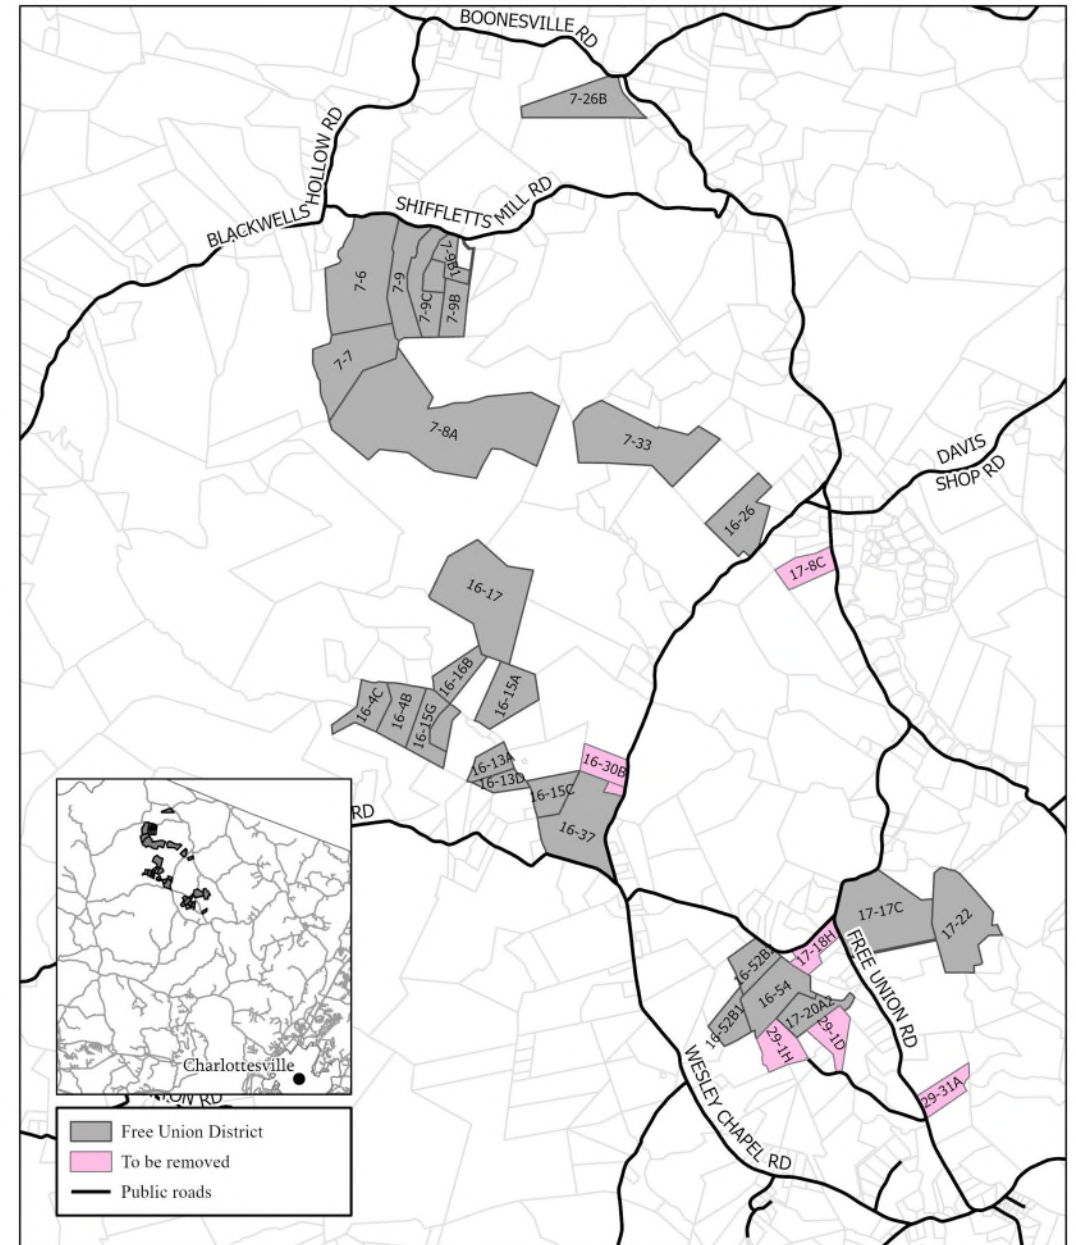 BOONESVILLE RD
7-26B
BLACKWELLS HOLLOW RD
SHIFFLETTS MILL RD
7-6
7-9
7-9B1
7-9C
7-9B
7-7
7-8A
7-33
DAVIS
SHOP RD
16-26
17-8C
16-17
16-16B
16-15A
16-4C
16-4B
16-15G
16-13A
16-13D
16-30B
16-15C
16-37
RD
17-17C
17-22
17-18H
16-54
16-52B1
17-20A2
29-1H
29-1D
FREE UNION RD
29-31A
WESLEY CHAPEL RD
Charlottesville
RD
Free Union District
To be removed
Public roads